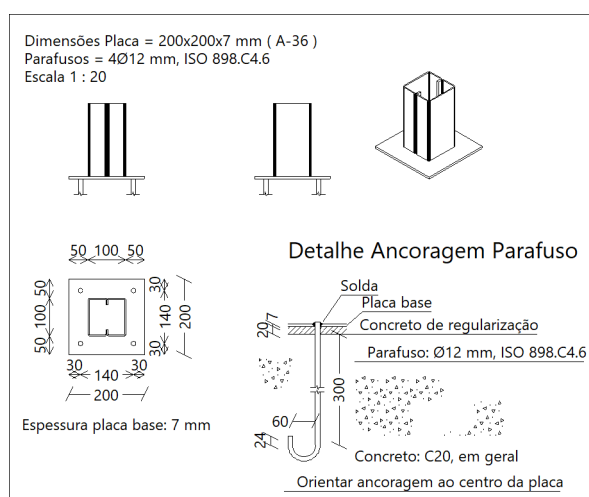 Dimensões Placa = 200x200x7 mm ( A-36 )
Parafusos = 4Ø12 mm, ISO 898.C4.6
Escala 1 : 20
50 100 50
50
100
50
30
140
30
200
30 30
140
200
Espessura placa base: 7 mm
Detalhe Ancoragem Parafuso
Solda
Placa base
7
20
Concreto de regularização
Parafuso: Ø12 mm, ISO 898.C4.6
300
60
24
Concreto: C20, em geral
Orientar ancoragem ao centro da placa